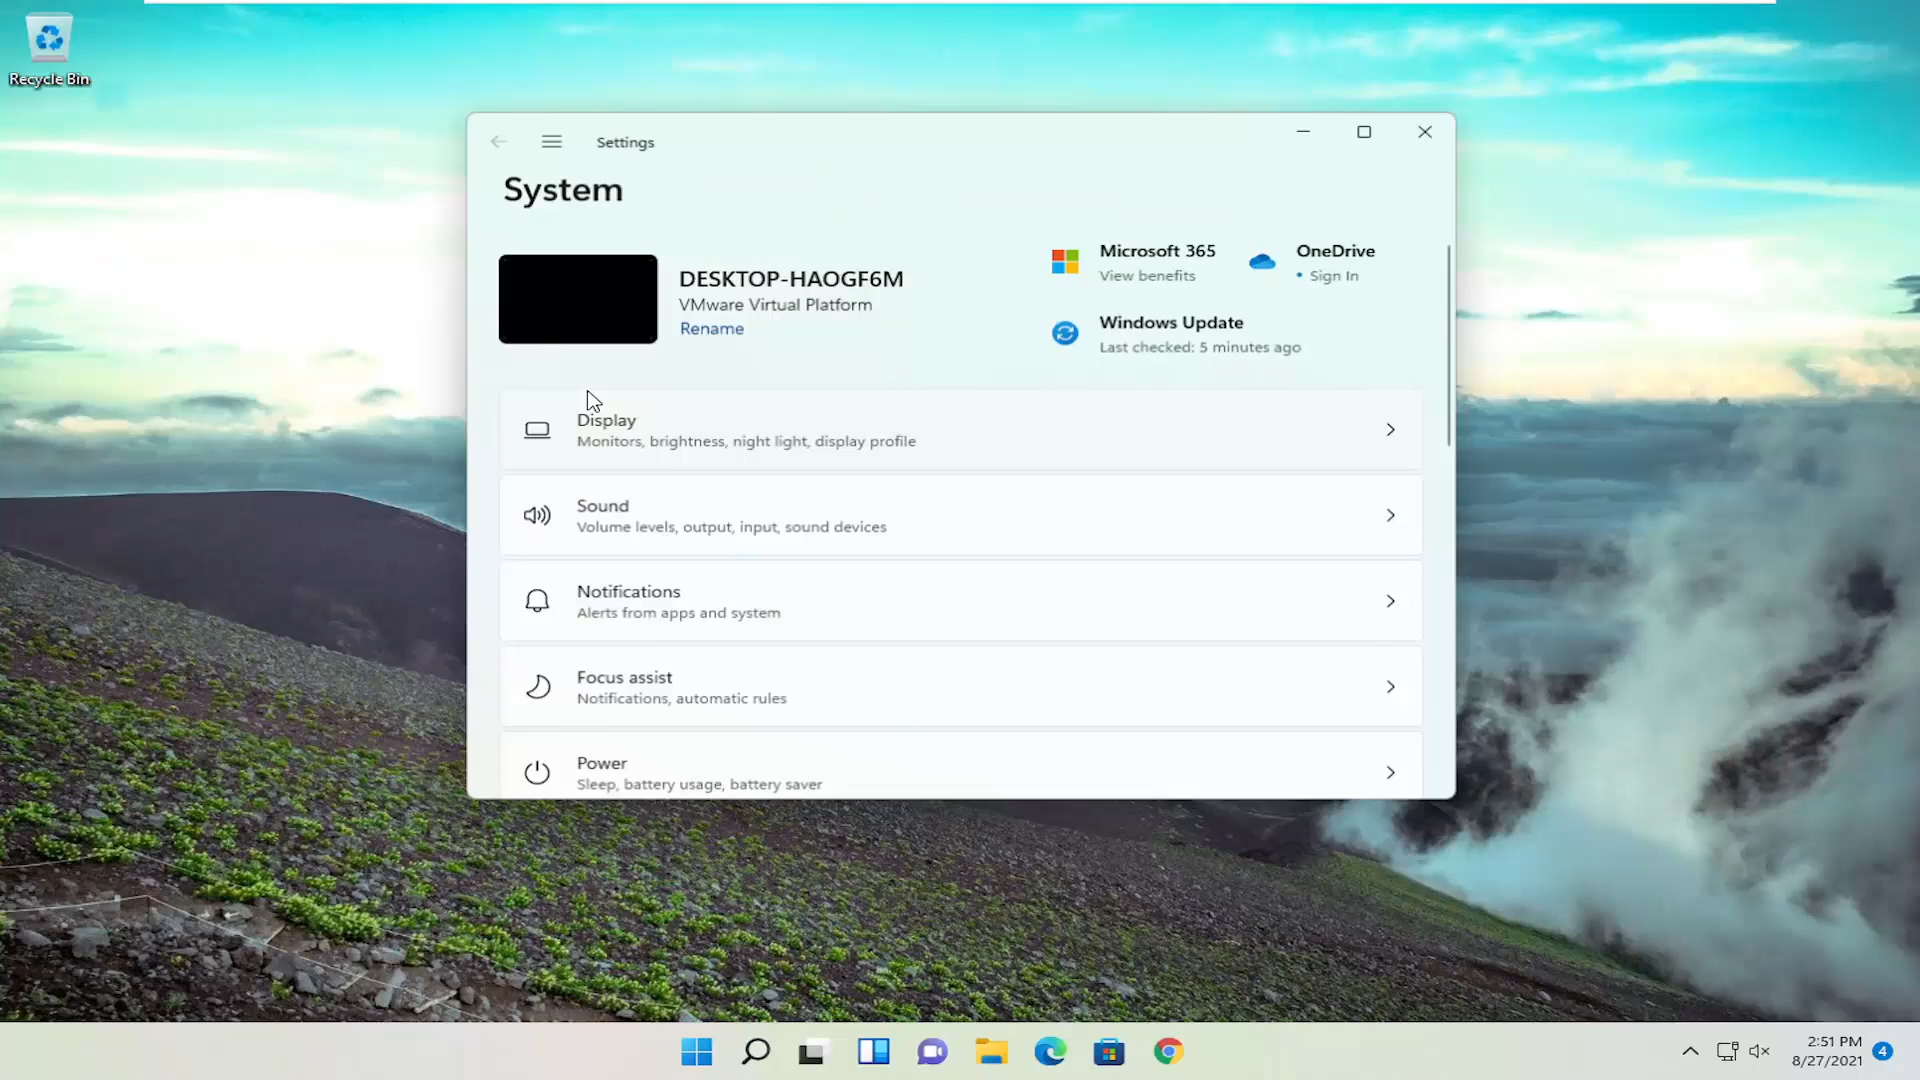 Recycle Bin
Settings
System
DESKTOP-HAOGF6M
VMware Virtual Platform
Rename
Microsoft 365
View benefits
OneDrive
• Sign In
Windows Update
Last checked: 5 minutes ago
Display
Monitors, brightness, night light, display profile
Sound
Volume levels, output, input, sound devices
Notifications
Alerts from apps and system
Focus assist
Notifications, automatic rules
Power
Sleep, battery usage, battery saver
2:51 PM
8/27/2021
4